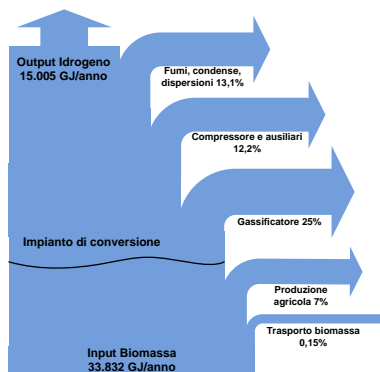 Output Idrogeno
15.005 GJ/anno
Fumi, condense,
dispersioni 13,1%
Compressore e ausiliari
12,2%
Gassificatore 25%
Impianto di conversione
Produzione
agricola 7%
Trasporto biomassa
0,15%
Input Biomassa
33.832 GJ/anno